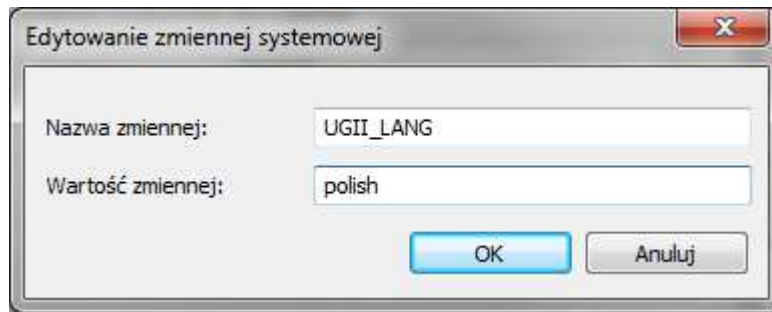 Edytowanie zmiennej systemowej
Nazwa zmiennej: UGII_LANG
Wartość zmiennej: polish
OK Anuluj